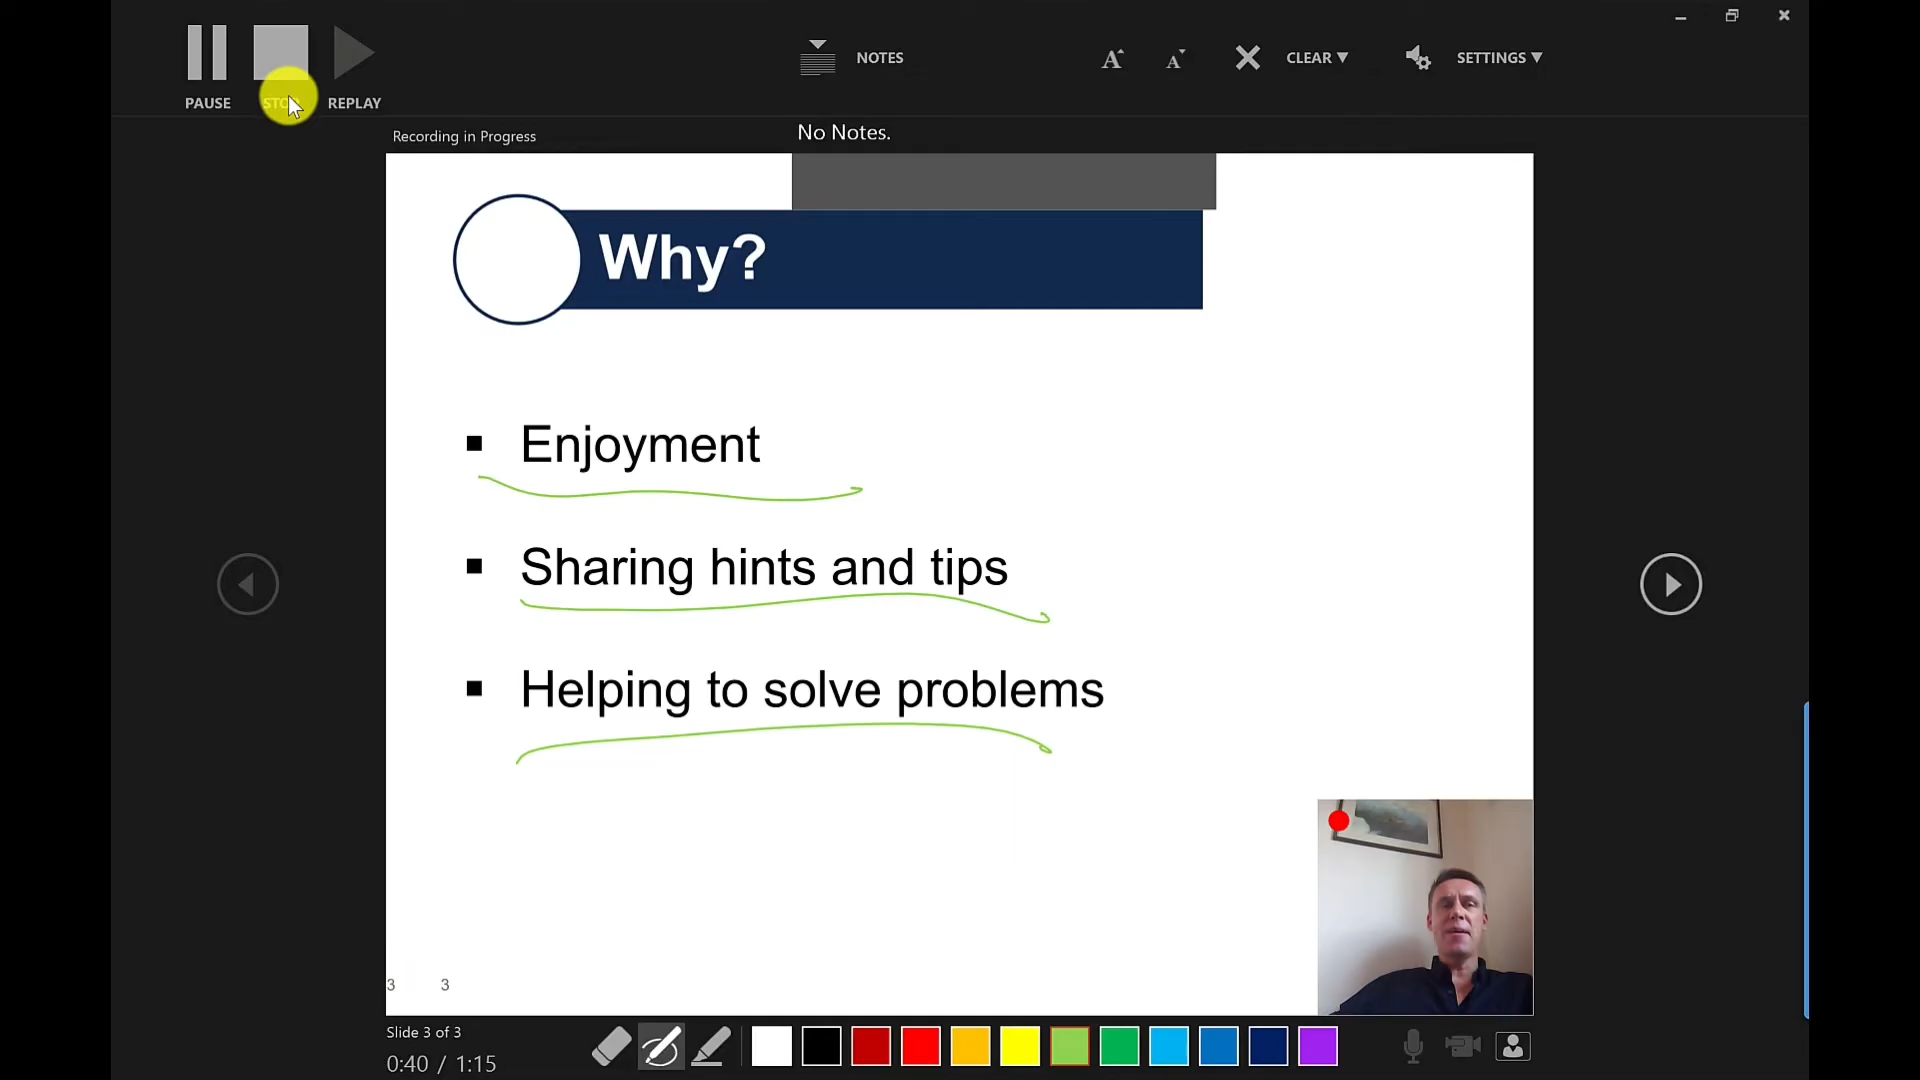 PAUSE
STOP
REPLAY
NOTES
A
A
CLEAR
SETTINGS
Recording in Progress
No Notes.
Why?
Enjoyment
Sharing hints and tips
Helping to solve problems
3 3
Slide 3 of 3
0:40 / 1:15